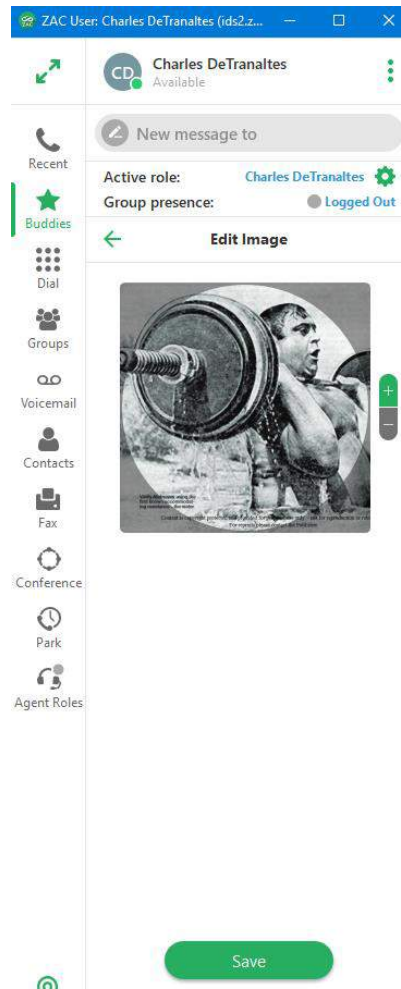 ZAC User: Charles DeTranaltes (ids2.z...
CD
Charles DeTranaltes
Available
New message to
Active role: Charles DeTranaltes
Group presence: Logged Out
Edit Image
Recent
Buddies
Dial
Groups
Voicemail
Contacts
Fax
Conference
Park
Agent Roles
Save